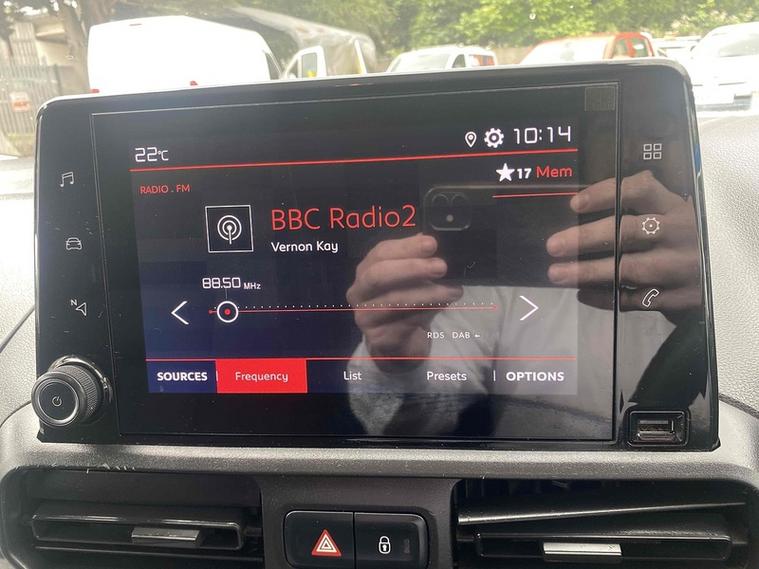 22°C
10:14
17 Mem
RADIO . FM
BBC Radio2
Vernon Kay
88.50 MHz
N
RDS DAB
SOURCES Frequency List Presets OPTIONS